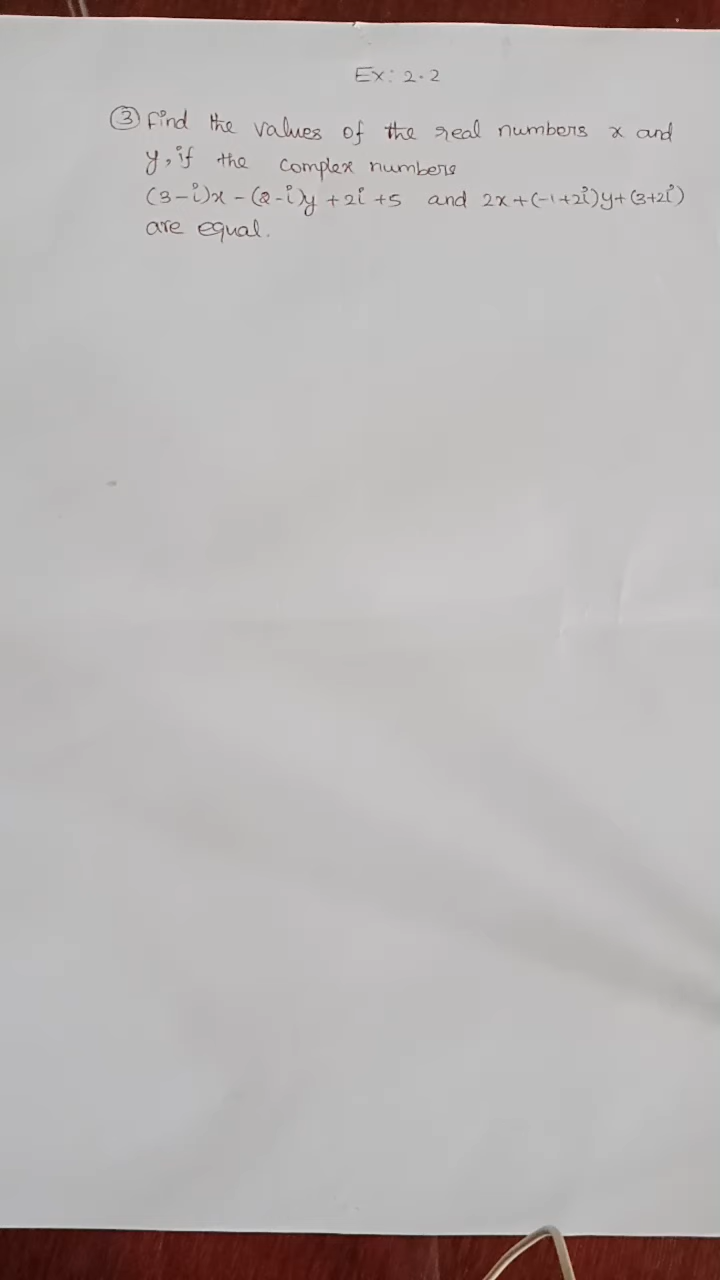 Ex: 2.2
③ Find the values of the real numbers x and
y, if the complex numbers
(3-i)x - (2-i)y + 2i + 5 and 2x + (-1+2i)y + (3+2i)
are equal.